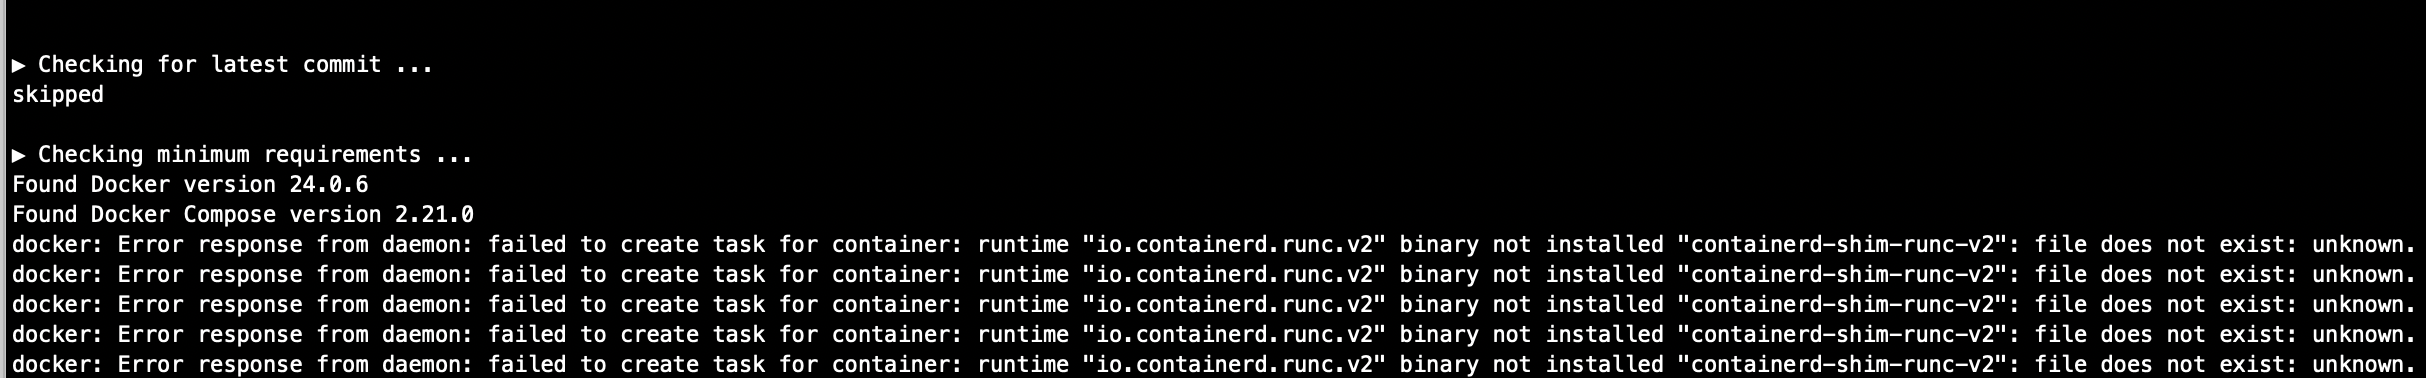 ▶ Checking for latest commit ...
skipped
▶ Checking minimum requirements ...
Found Docker version 24.0.6
Found Docker Compose version 2.21.0
docker: Error response from daemon: failed to create task for container: runtime "io.containerd.runc.v2" binary not installed "containerd-shim-runc-v2": file does not exist: unknown.
docker: Error response from daemon: failed to create task for container: runtime "io.containerd.runc.v2" binary not installed "containerd-shim-runc-v2": file does not exist: unknown.
docker: Error response from daemon: failed to create task for container: runtime "io.containerd.runc.v2" binary not installed "containerd-shim-runc-v2": file does not exist: unknown.
docker: Error response from daemon: failed to create task for container: runtime "io.containerd.runc.v2" binary not installed "containerd-shim-runc-v2": file does not exist: unknown.
docker: Error response from daemon: failed to create task for container: runtime "io.containerd.runc.v2" binary not installed "containerd-shim-runc-v2": file does not exist: unknown.